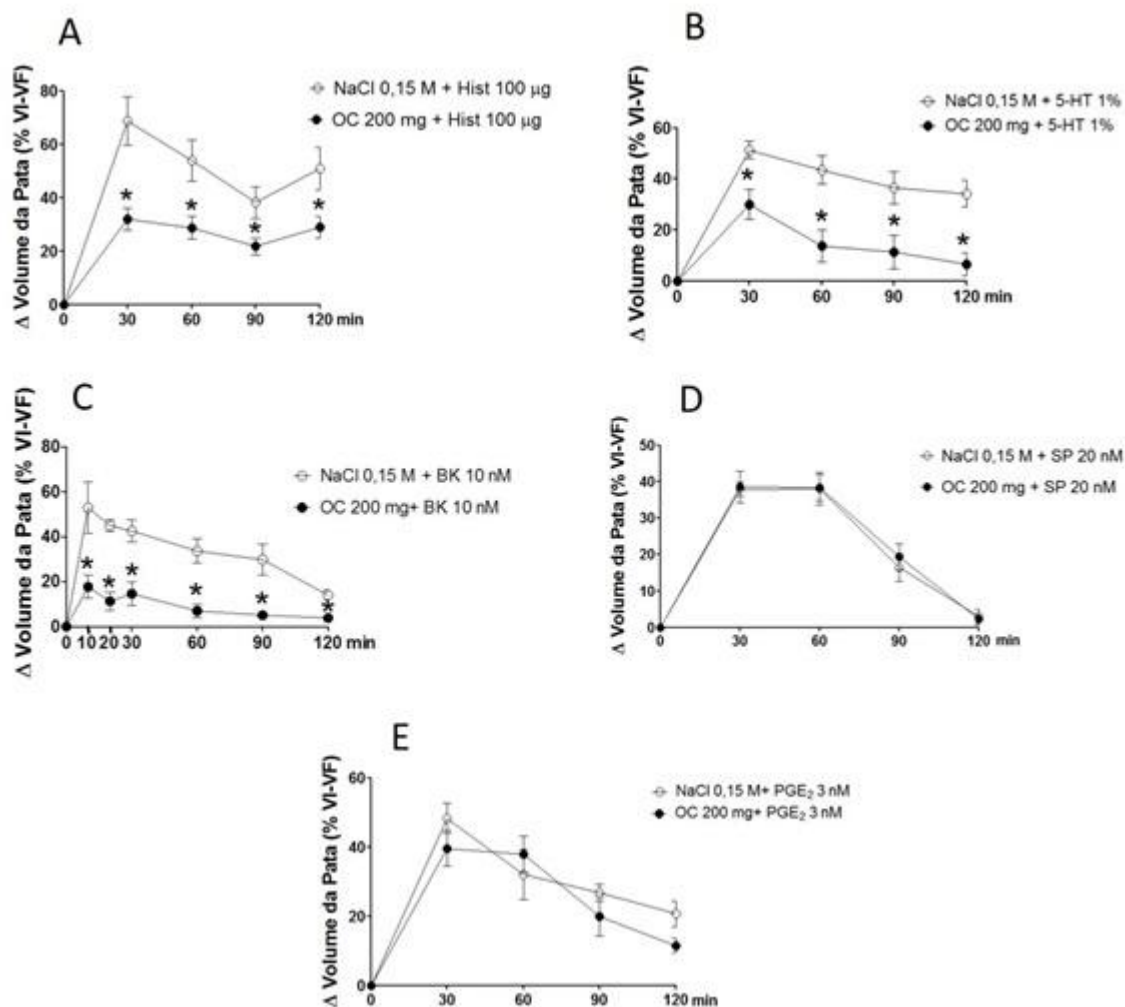 A
Δ Volume da Pata (% VI-VF)
80
60
40
20
0
NaCl 0,15 M + Hist 100 µg
OC 200 mg + Hist 100 µg
* * * *
0 30 60 90 120 min
B
Δ Volume da Pata (% VI-VF)
60
40
20
0
NaCl 0,15 M + 5-HT 1%
OC 200 mg + 5-HT 1%
* * * *
0 30 60 90 120 min
C
Δ Volume da Pata (% VI-VF)
80
60
40
20
0
NaCl 0,15 M + BK 10 nM
OC 200 mg+ BK 10 nM
* * * * * *
0 10 20 30 60 90 120 min
D
Δ Volume da Pata (% VI-VF)
50
40
30
20
10
0
NaCl 0,15 M + SP 20 nM
OC 200 mg + SP 20 nM
0 30 60 90 120 min
E
Δ Volume da Pata (% VI-VF)
60
40
20
0
NaCl 0,15 M+ PGE₂ 3 nM
OC 200 mg+ PGE₂ 3 nM
0 30 60 90 120 min